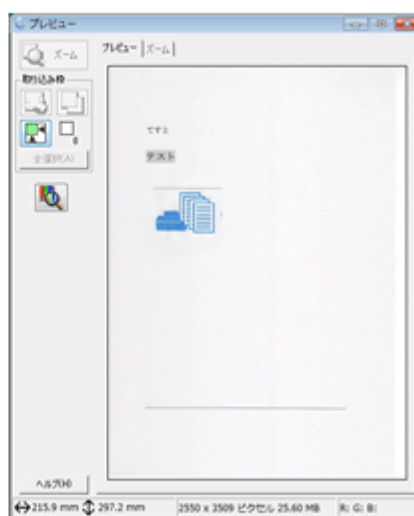 プレビュー
ズーム
プレビュー ズーム
取り込み枠
全選択(A)
てすと
テスト
ヘルプ(H)
215.9 mm 297.2 mm 2550 x 3509 ピクセル 25.60 MB R: G: B: